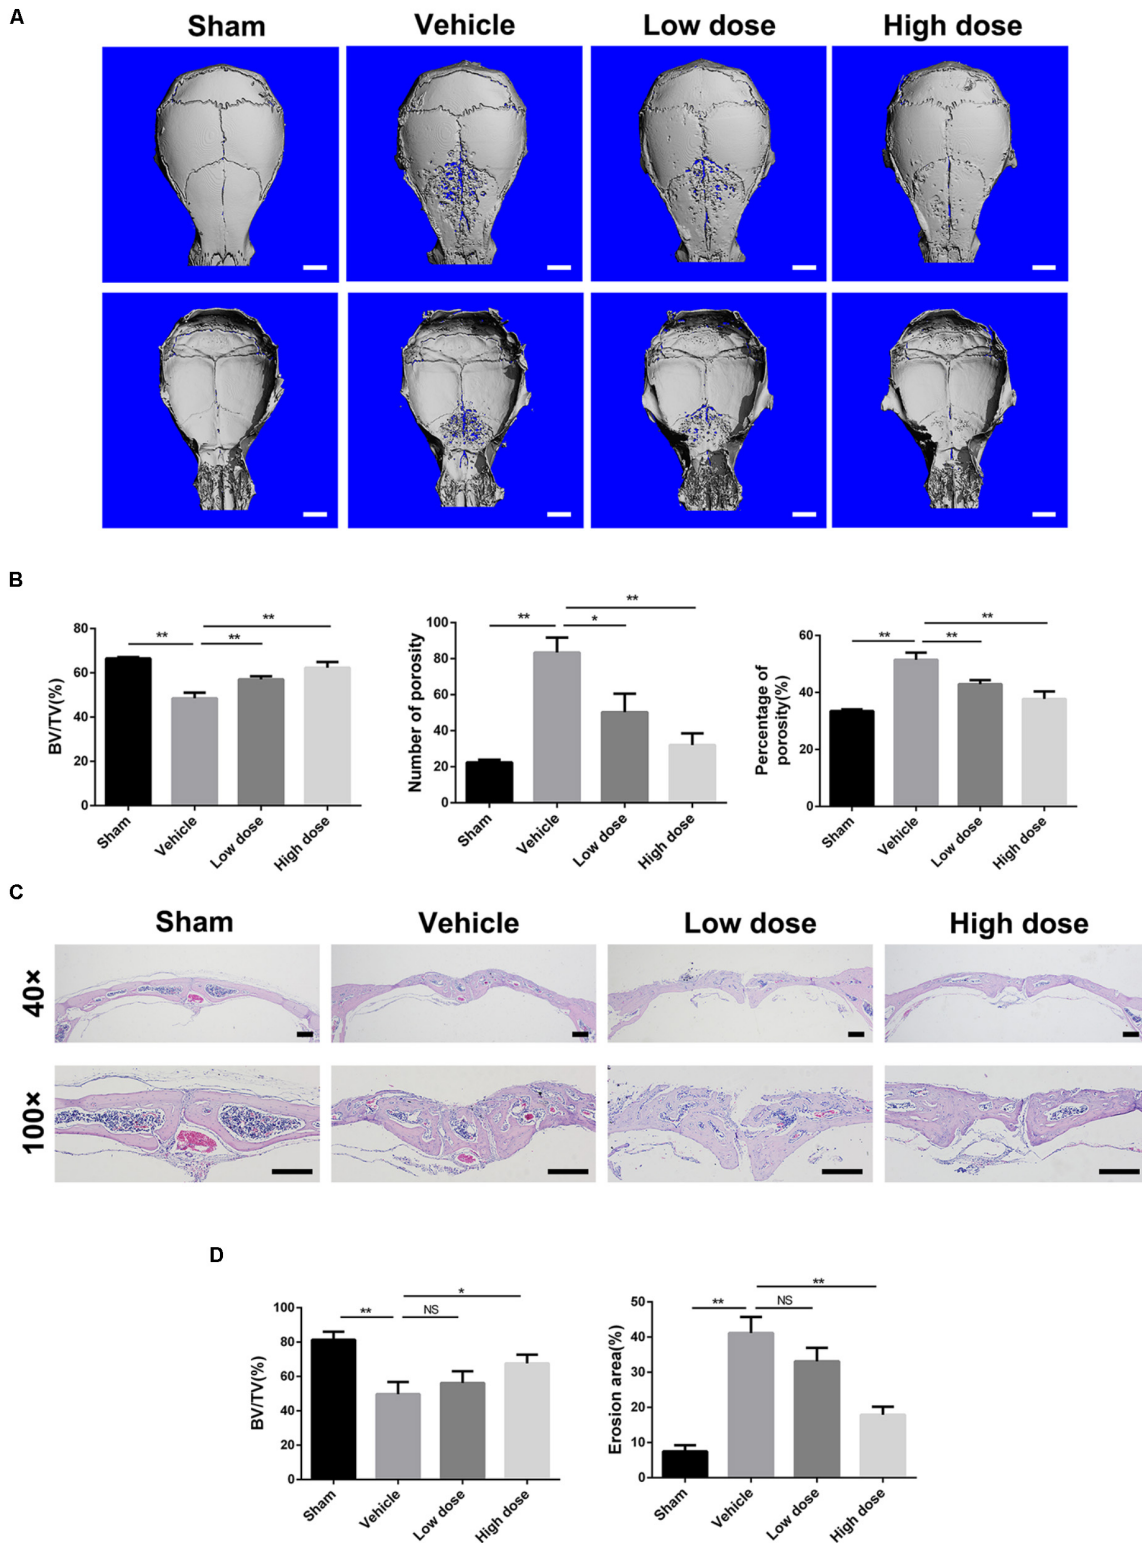 A
Sham Vehicle Low dose High dose
B
** ** **
BV/TV(%)
80
60
40
20
0
Sham Vehicle Low dose High dose
** * **
Number of porosity
100
80
60
40
20
0
Sham Vehicle Low dose High dose
** ** **
Percentage of
porosity(%)
60
40
20
0
Sham Vehicle Low dose High dose
C
Sham Vehicle Low dose High dose
40×
100×
D
** NS *
BV/TV(%)
100
80
60
40
20
0
Sham Vehicle Low dose High dose
** NS **
Erosion area(%)
50
40
30
20
10
0
Sham Vehicle Low dose High dose